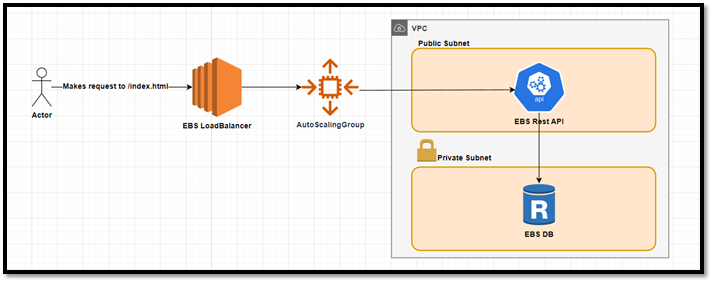 VPC
Public Subnet
Makes request to /index.html
Actor
EBS LoadBalancer
AutoScalingGroup
api
EBS Rest API
Private Subnet
R
EBS DB